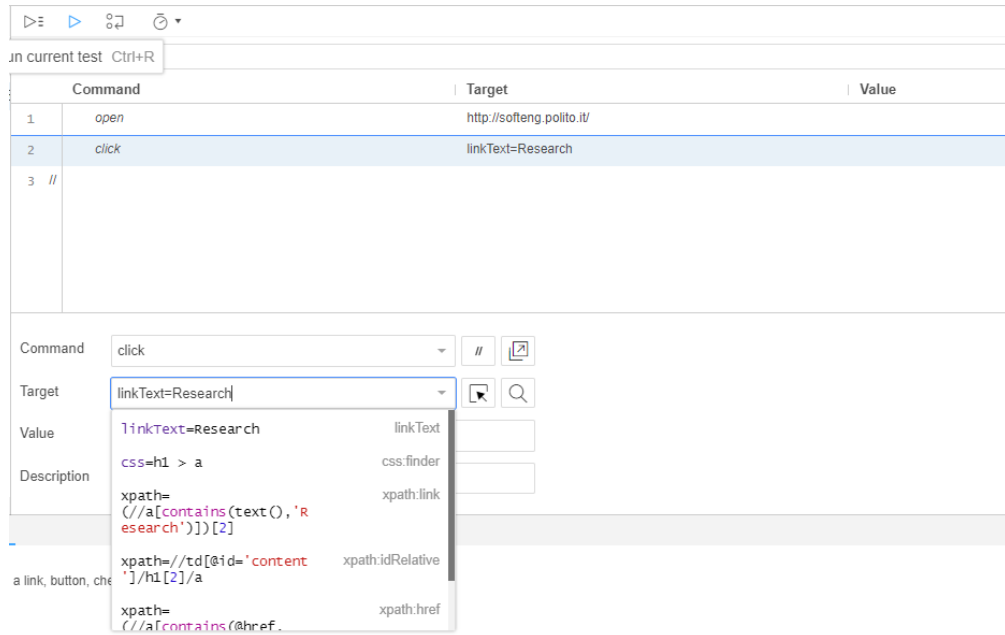 un current test Ctrl+R
Command Target Value
1 open http://softeng.polito.it/
2 click linkText=Research
3 //
Command click //
Target linkText=Research
linkText=Research linkText
Value
css=h1 > a css:finder
Description
xpath= xpath:link
(//a[contains(text(),'R
esearch')])[2]
xpath=//td[@id='content xpath:idRelative
']/h1[2]/a
a link, button, che
xpath= xpath:href
(//a[contains(@href,